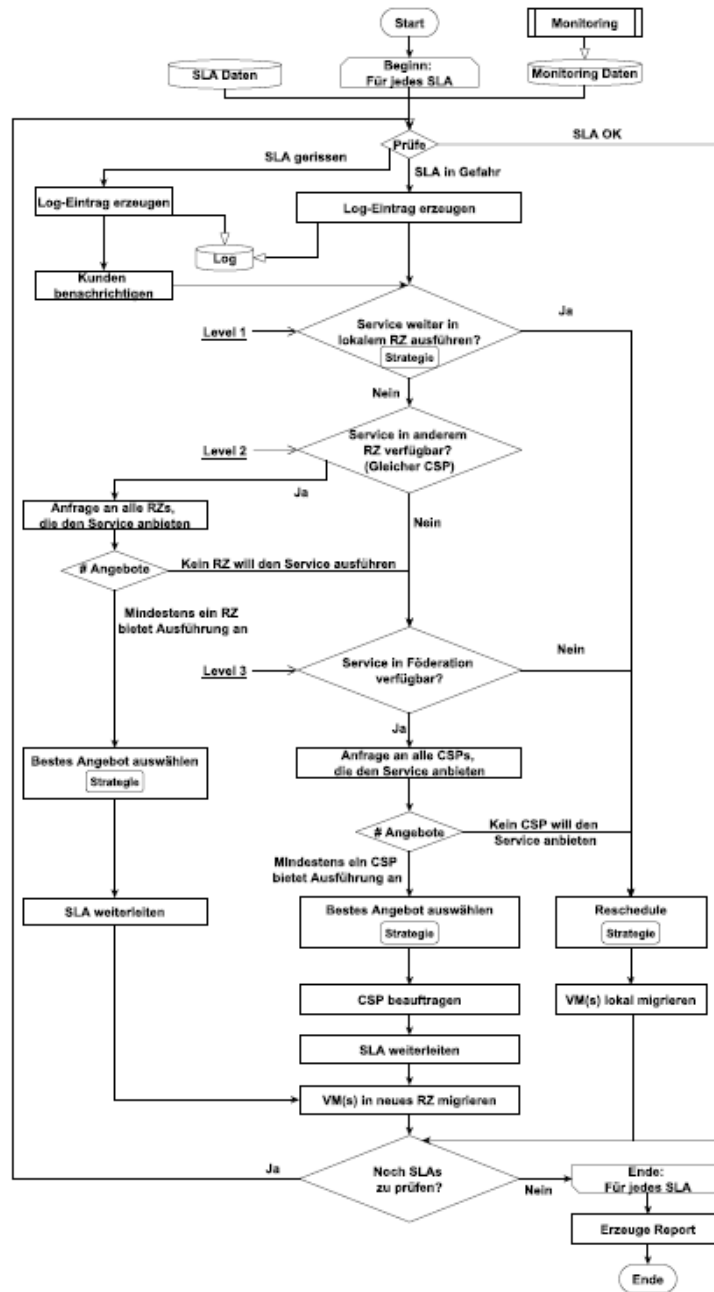 Start
Monitoring
SLA Daten
Beginn:
Für jedes SLA
Monitoring Daten
Prüfe
SLA OK
SLA gerissen
SLA in Gefahr
Log-Eintrag erzeugen
Log-Eintrag erzeugen
Log
Kunden
benachrichtigen
Level 1
Service weiter in
lokalem RZ ausführen?
Strategie
Ja
Nein
Level 2
Service in anderem
RZ verfügbar?
(Gleicher CSP)
Ja
Nein
Anfrage an alle RZs,
die den Service anbieten
# Angebote
Kein RZ will den Service ausführen
Mindestens ein RZ
bietet Ausführung an
Level 3
Service in Föderation
verfügbar?
Nein
Ja
Bestes Angebot auswählen
Strategie
Anfrage an alle CSPs,
die den Service anbieten
# Angebote
Kein CSP will den
Service anbieten
Mindestens ein CSP
bietet Ausführung an
SLA weiterleiten
Bestes Angebot auswählen
Strategie
Reschedule
Strategie
CSP beauftragen
VM(s) lokal migrieren
SLA weiterleiten
VM(s) in neues RZ migrieren
Ja
Noch SLAs
zu prüfen?
Nein
Ende:
Für jedes SLA
Erzeuge Report
Ende